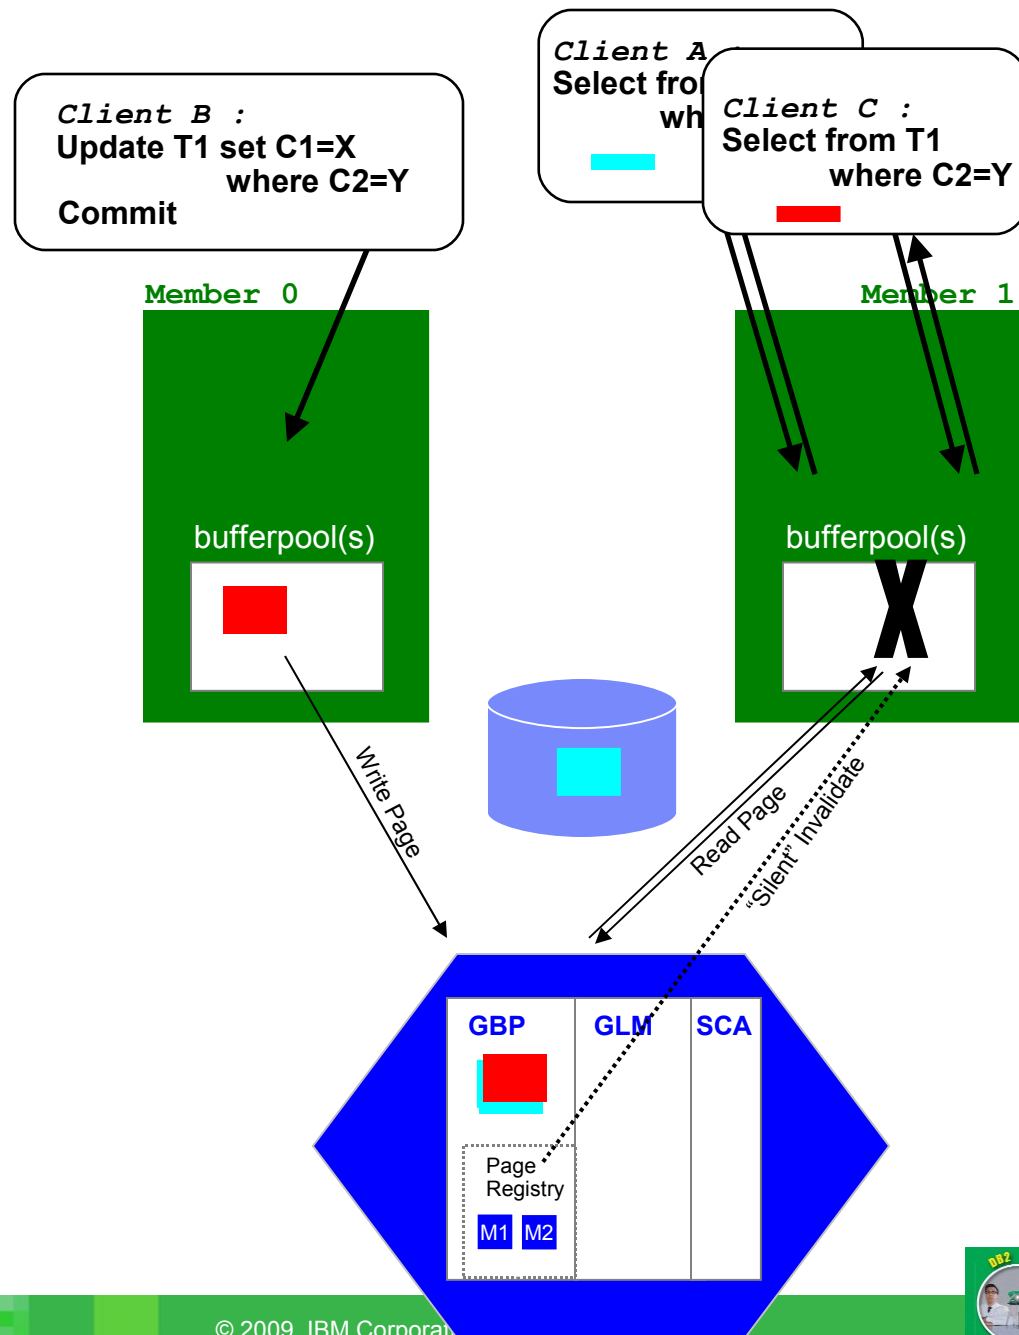 Client A :
Select from
wh
Client B :
Update T1 set C1=X
where C2=Y
Commit
Client C :
Select from T1
where C2=Y
Member 0
Member 1
bufferpool(s)
bufferpool(s)
X
Write Page
Read Page
“Silent” Invalidate
GBP
GLM
SCA
Page
Registry
M1 M2
DB2
© 2009 IBM Corporat